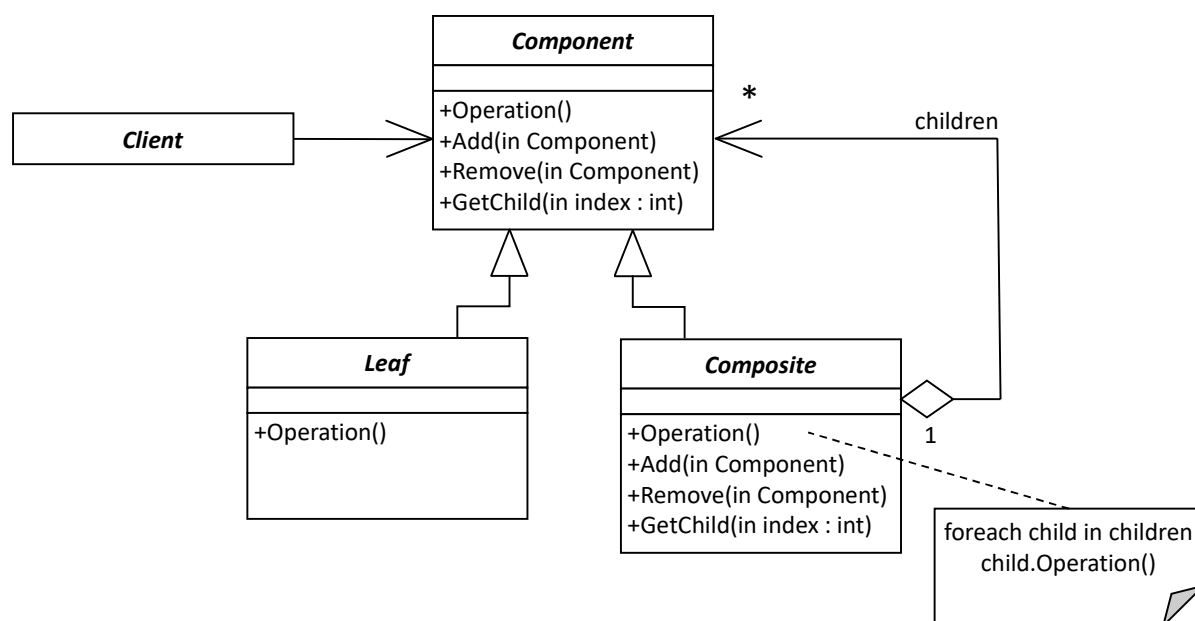 Component
+Operation()
+Add(in Component)
+Remove(in Component)
+GetChild(in index : int)
Client
*
children
Leaf
+Operation()
Composite
+Operation()
+Add(in Component)
+Remove(in Component)
+GetChild(in index : int)
1
foreach child in children
child.Operation()